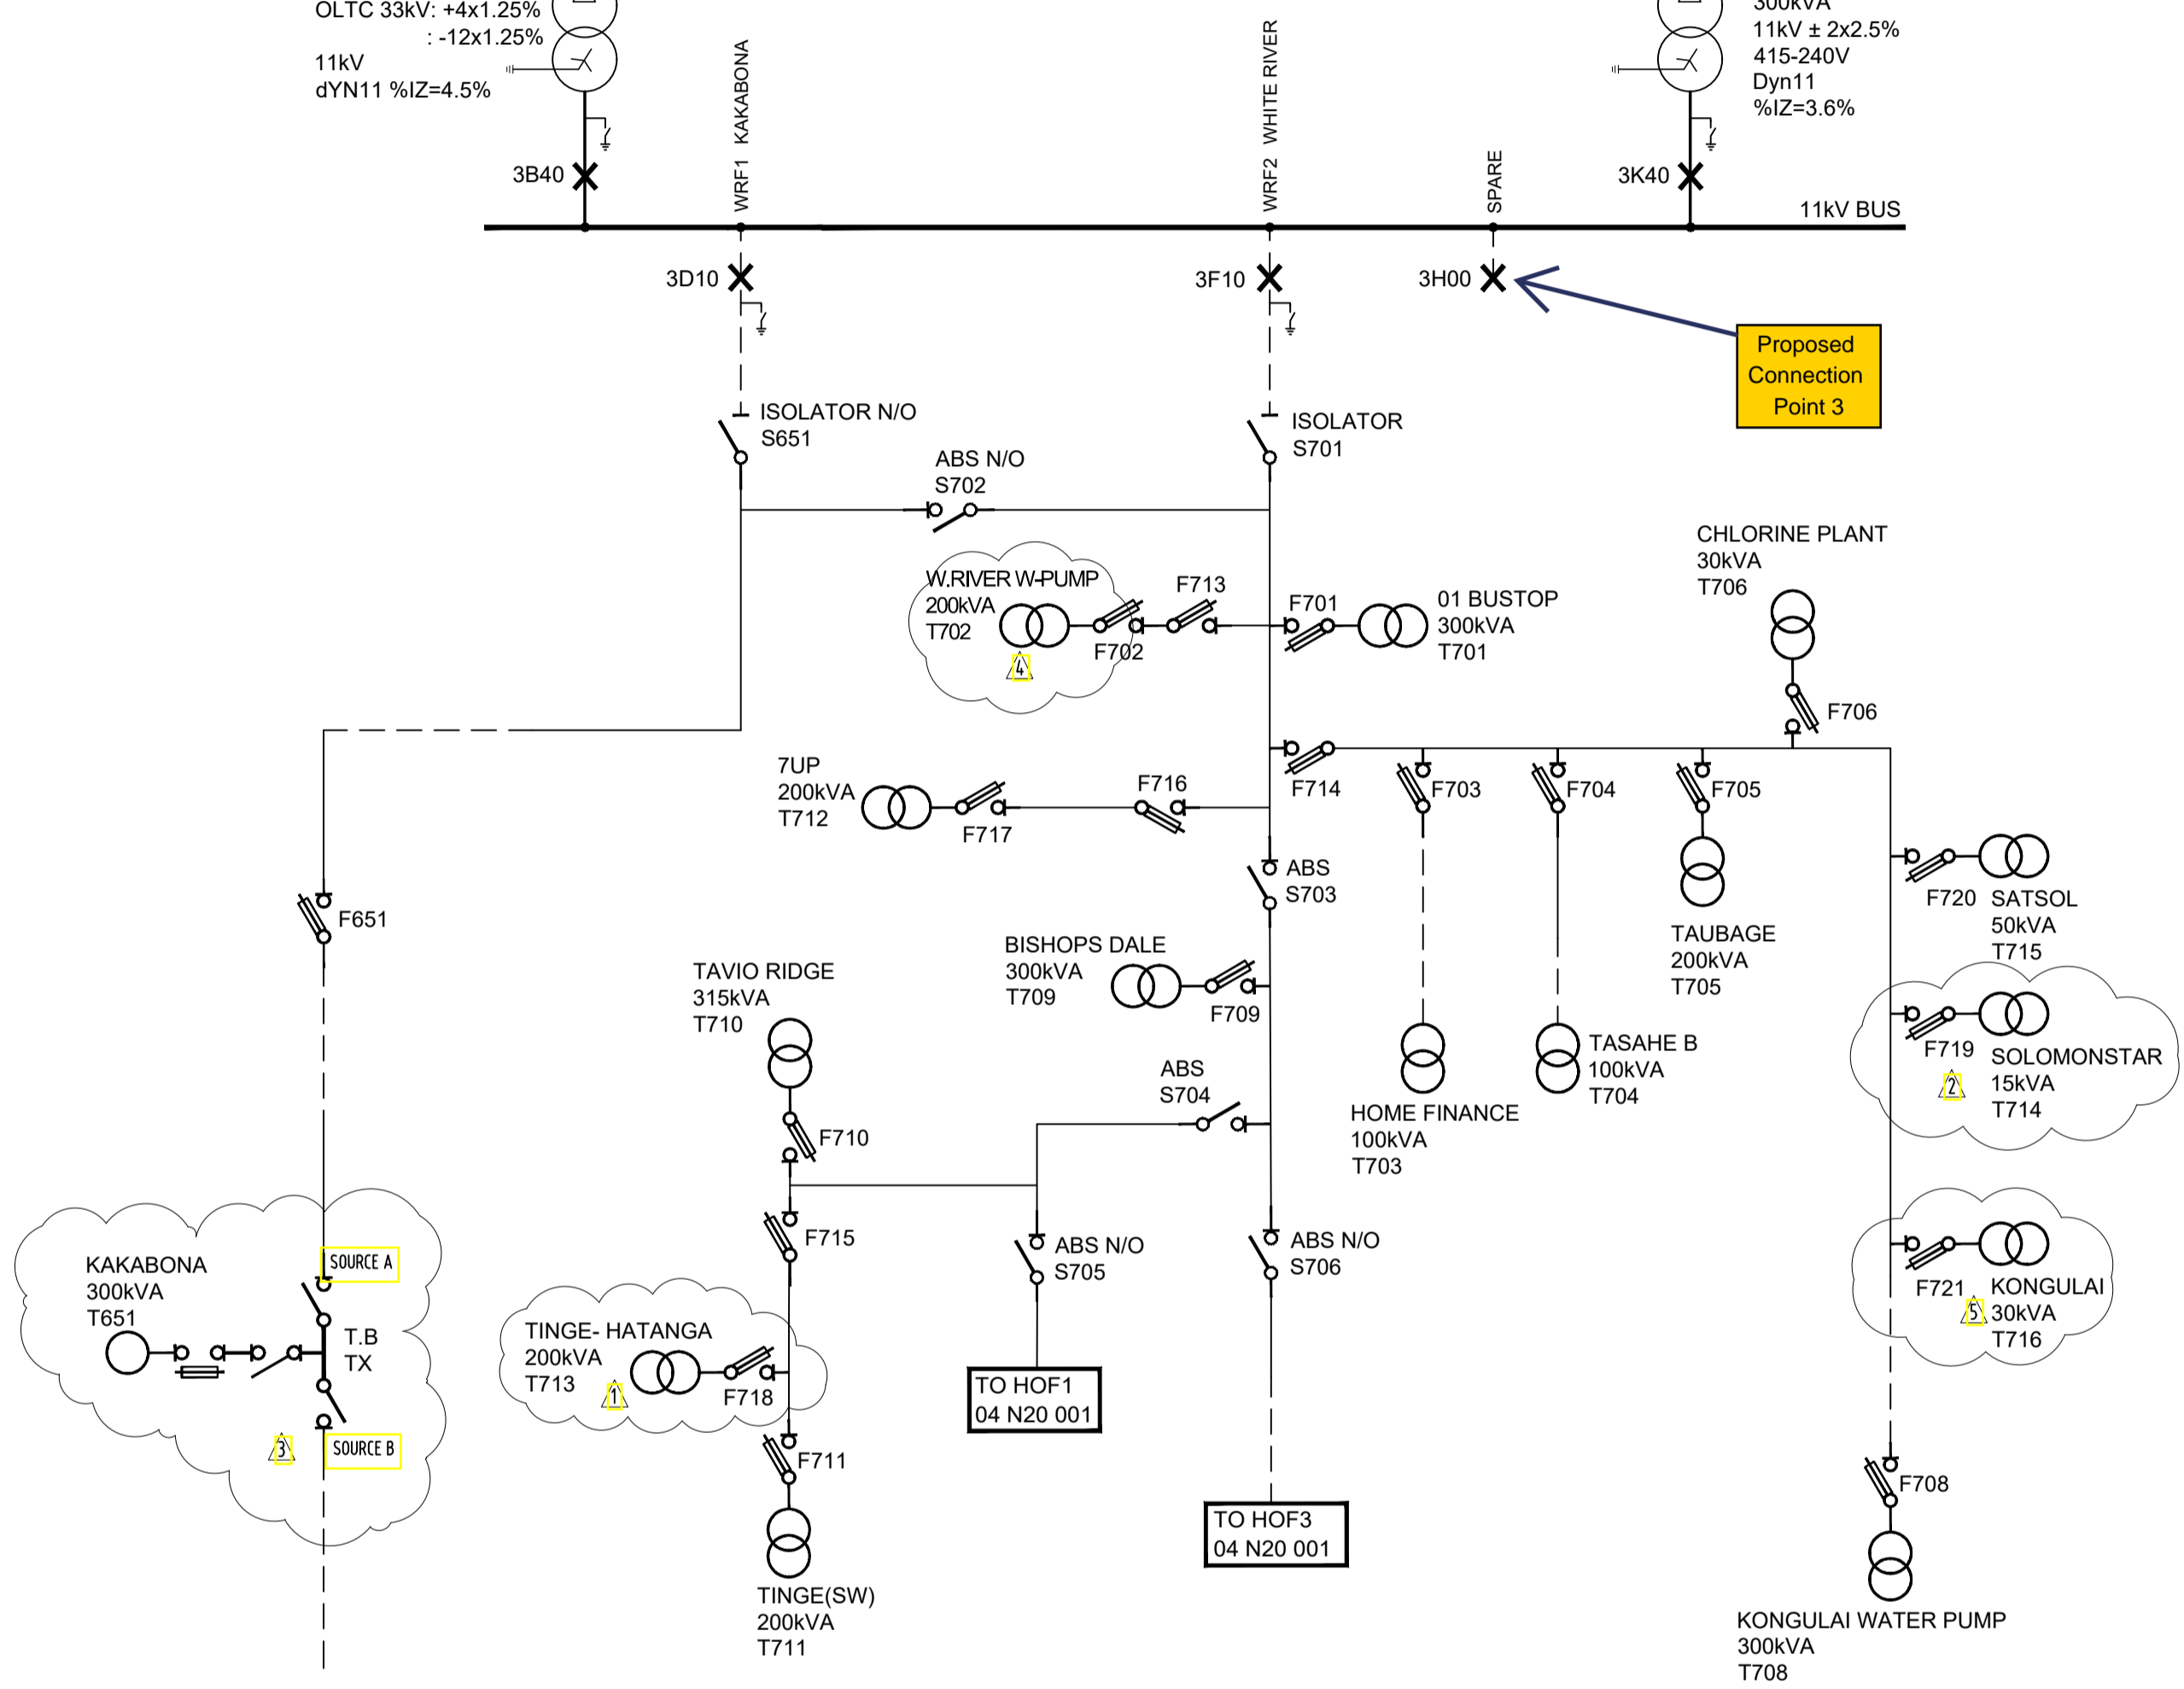 OLTC 33kV: +4x1.25%
: -12x1.25%
11kV
dYN11 %IZ=4.5%
WRF1 KAKABONA
WRF2 WHITE RIVER
SPARE
300kVA
11kV ± 2x2.5%
415-240V
Dyn11
%IZ=3.6%
3B40
3K40
11kV BUS
3D10
3F10
3H00
Proposed
Connection
Point 3
ISOLATOR N/O
S651
ISOLATOR
S701
ABS N/O
S702
CHLORINE PLANT
30kVA
T706
W.RIVER W-PUMP
200kVA
T702
F702
4
F713
F701
01 BUSTOP
300kVA
T701
F706
7UP
200kVA
T712
F717
F716
F714
F703
F704
F705
ABS
S703
F651
F720
SATSOL
50kVA
T715
TAUBAGE
200kVA
T705
BISHOPS DALE
300kVA
T709
F709
TAVIO RIDGE
315kVA
T710
F710
F719
SOLOMONSTAR
15kVA
T714
2
TASAHE B
100kVA
T704
HOME FINANCE
100kVA
T703
ABS
S704
F715
ABS N/O
S705
ABS N/O
S706
KAKABONA
300kVA
T651
SOURCE A
T.B
TX
SOURCE B
3
TINGE- HATANGA
200kVA
T713
1
F718
F721
KONGULAI
30kVA
T716
5
TO HOF1
04 N20 001
F711
F708
TO HOF3
04 N20 001
TINGE(SW)
200kVA
T711
KONGULAI WATER PUMP
300kVA
T708